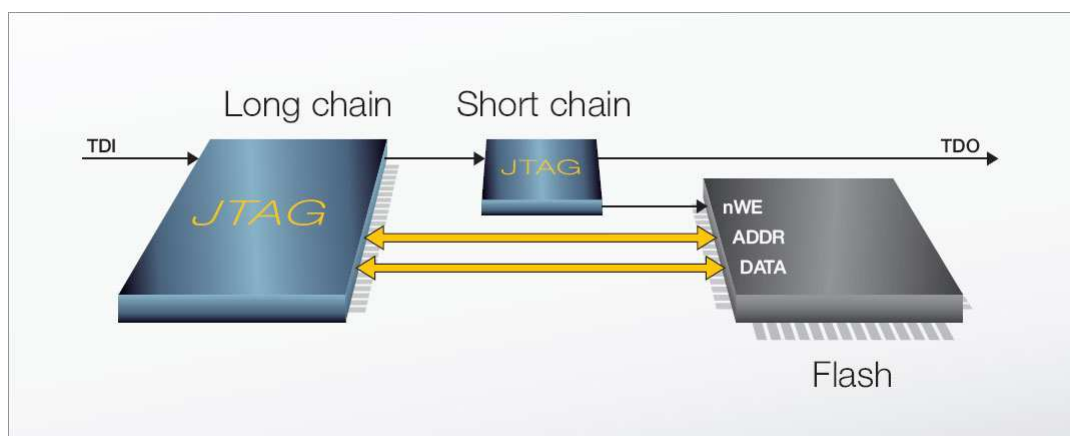 Long chain
Short chain
TDI
TDO
JTAG
JTAG
nWE
ADDR
DATA
Flash